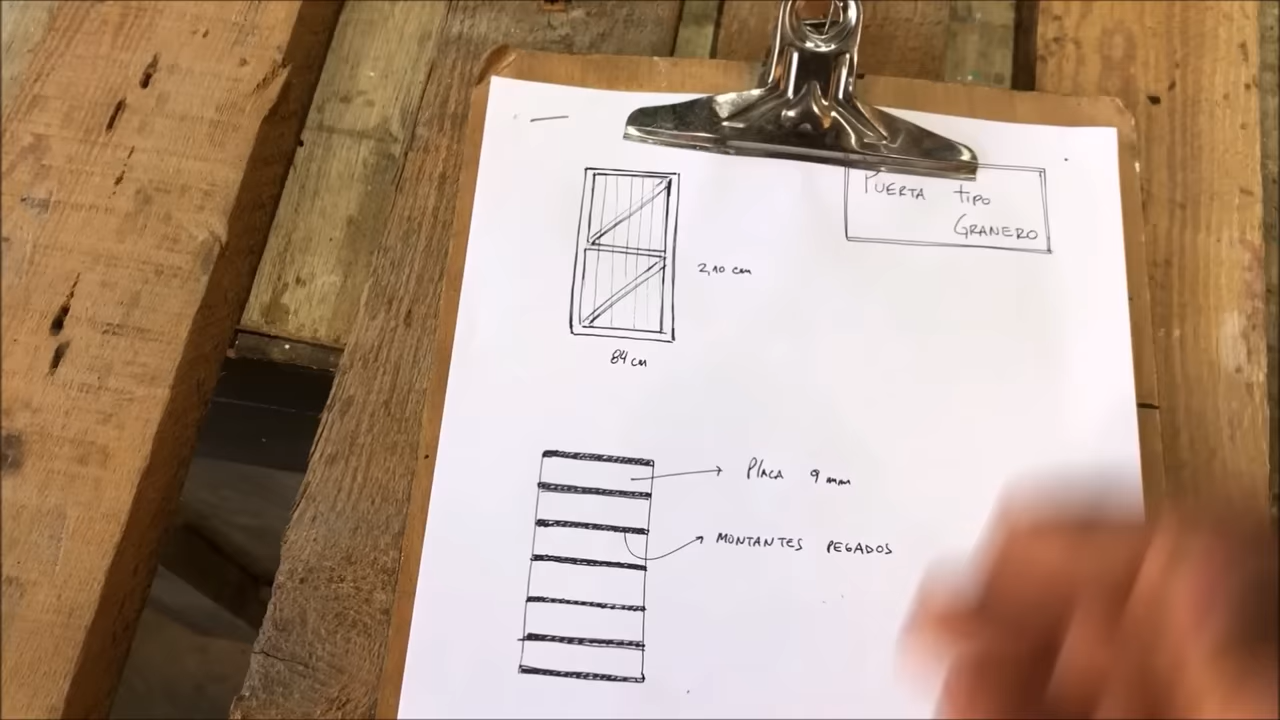 PUERTA tipo
GRANERO
2,10 cm
84 cm
Placa 9 mm
MONTANTES PEGADOS